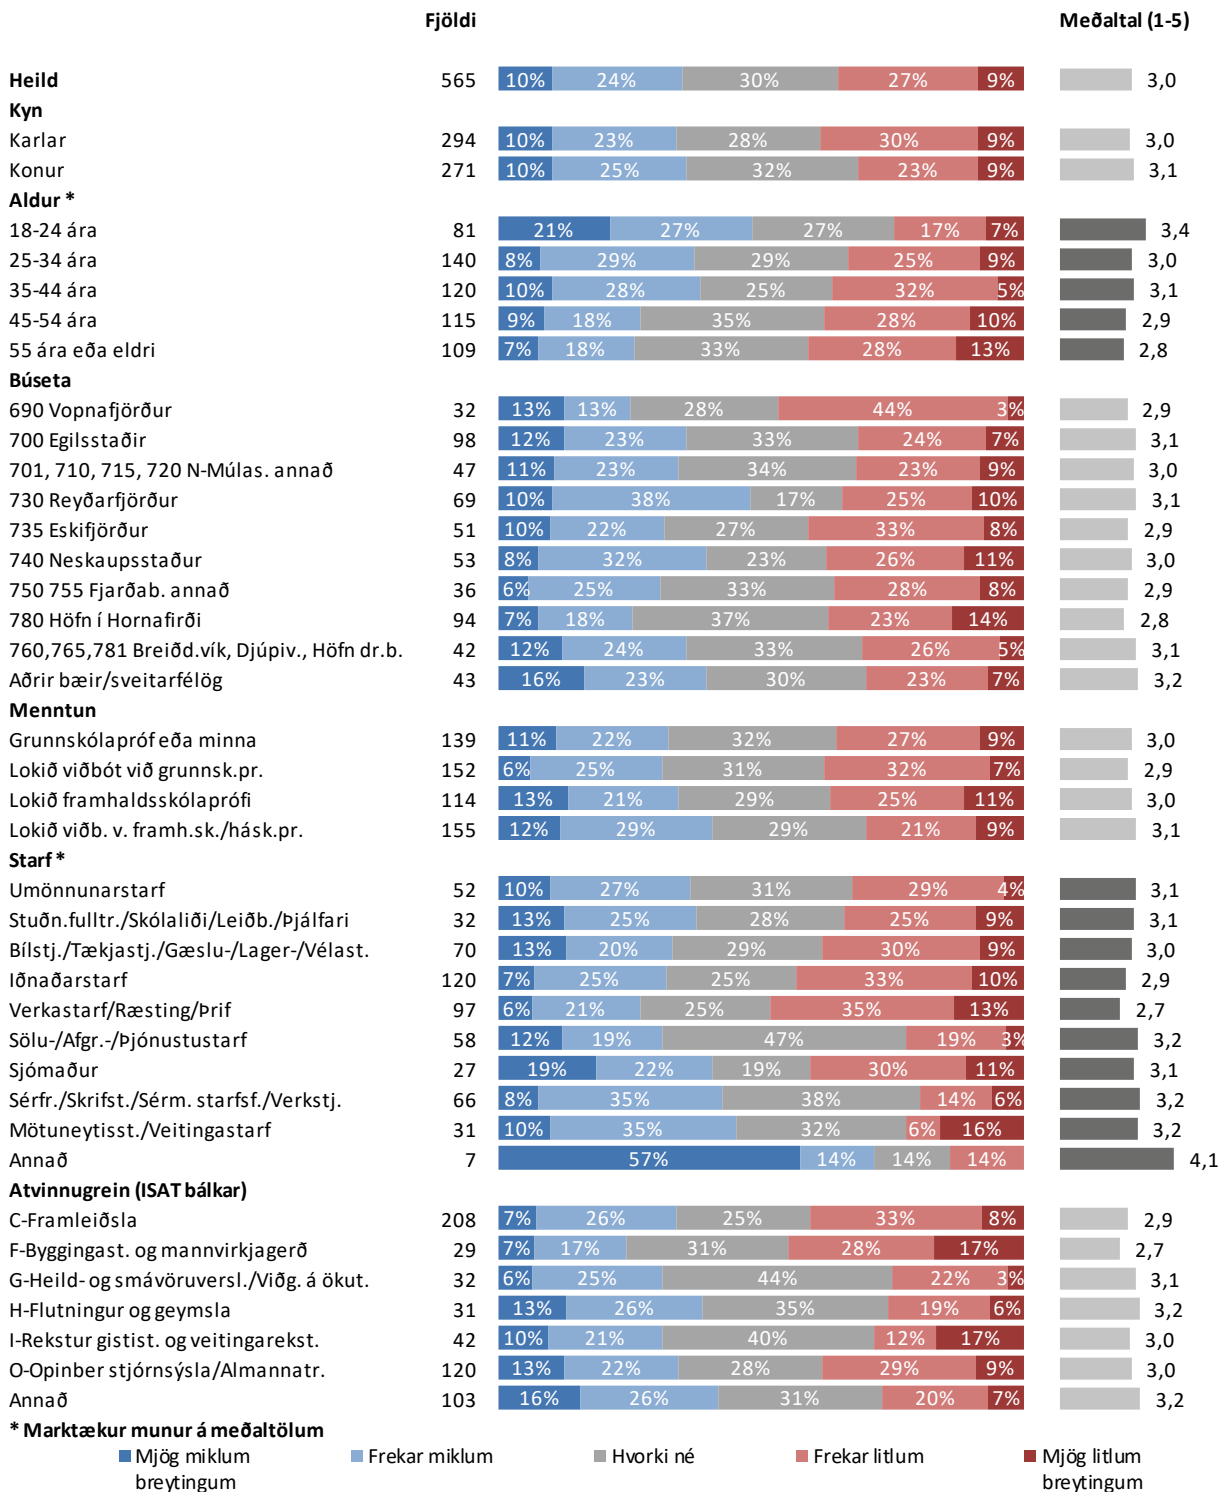 Fjöldi Meðaltal (1-5)
Heild 565 10% 24% 30% 27% 9% 3,0
Kyn
Karlar 294 10% 23% 28% 30% 9% 3,0
Konur 271 10% 25% 32% 23% 9% 3,1
Aldur *
18-24 ára 81 21% 27% 27% 17% 7% 3,4
25-34 ára 140 8% 29% 29% 25% 9% 3,0
35-44 ára 120 10% 28% 25% 32% 5% 3,1
45-54 ára 115 9% 18% 35% 28% 10% 2,9
55 ára eða eldri 109 7% 18% 33% 28% 13% 2,8
Búseta
690 Vopnafjörður 32 13% 13% 28% 44% 3% 2,9
700 Egilsstaðir 98 12% 23% 33% 24% 7% 3,1
701, 710, 715, 720 N-Múlas. annað 47 11% 23% 34% 23% 9% 3,0
730 Reyðarfjörður 69 10% 38% 17% 25% 10% 3,1
735 Eskifjörður 51 10% 22% 27% 33% 8% 2,9
740 Neskaupsstaður 53 8% 32% 23% 26% 11% 3,0
750 755 Fjarðab. annað 36 6% 25% 33% 28% 8% 2,9
780 Höfn í Hornafirði 94 7% 18% 37% 23% 14% 2,8
760,765,781 Breiðd.vík, Djúpiv., Höfn dr.b. 42 12% 24% 33% 26% 5% 3,1
Aðrir bæir/sveitarfélög 43 16% 23% 30% 23% 7% 3,2
Menntun
Grunnskólapróf eða minna 139 11% 22% 32% 27% 9% 3,0
Lokið viðbót við grunnsk.pr. 152 6% 25% 31% 32% 7% 2,9
Lokið framhaldsskólaprófi 114 13% 21% 29% 25% 11% 3,0
Lokið viðb. v. framh.sk./hásk.pr. 155 12% 29% 29% 21% 9% 3,1
Starf *
Umönnunarstarf 52 10% 27% 31% 29% 4% 3,1
Stuðn.fulltr./Skólaliði/Leiðb./Þjálfari 32 13% 25% 28% 25% 9% 3,1
Bílstj./Tækjastj./Gæslu-/Lager-/Vélast. 70 13% 20% 29% 30% 9% 3,0
Iðnaðarstarf 120 7% 25% 25% 33% 10% 2,9
Verkastarf/Ræsting/Þrif 97 6% 21% 25% 35% 13% 2,7
Sölu-/Afgr.-/Þjónustustarf 58 12% 19% 47% 19% 3% 3,2
Sjómaður 27 19% 22% 19% 30% 11% 3,1
Sérfr./Skrifst./Sérm. starfsf./Verkstj. 66 8% 35% 38% 14% 6% 3,2
Mötuneytisst./Veitingastarf 31 10% 35% 32% 6% 16% 3,2
Annað 7 57% 14% 14% 14% 4,1
Atvinnugrein (ISAT bálkar)
C-Framleiðsla 208 7% 26% 25% 33% 8% 2,9
F-Byggingast. og mannvirkjagerð 29 7% 17% 31% 28% 17% 2,7
G-Heild- og smávöruversl./Viðg. á ökut. 32 6% 25% 44% 22% 3% 3,1
H-Flutningur og geymsla 31 13% 26% 35% 19% 6% 3,2
I-Rekstur gistist. og veitingarekst. 42 10% 21% 40% 12% 17% 3,0
O-Opinber stjórnsýsla/Almannatr. 120 13% 22% 28% 29% 9% 3,0
Annað 103 16% 26% 31% 20% 7% 3,2
* Marktækur munur á meðaltölum
Mjög miklum Frekar miklum Hvorki né Frekar litlum Mjög litlum
breytingum breytingum